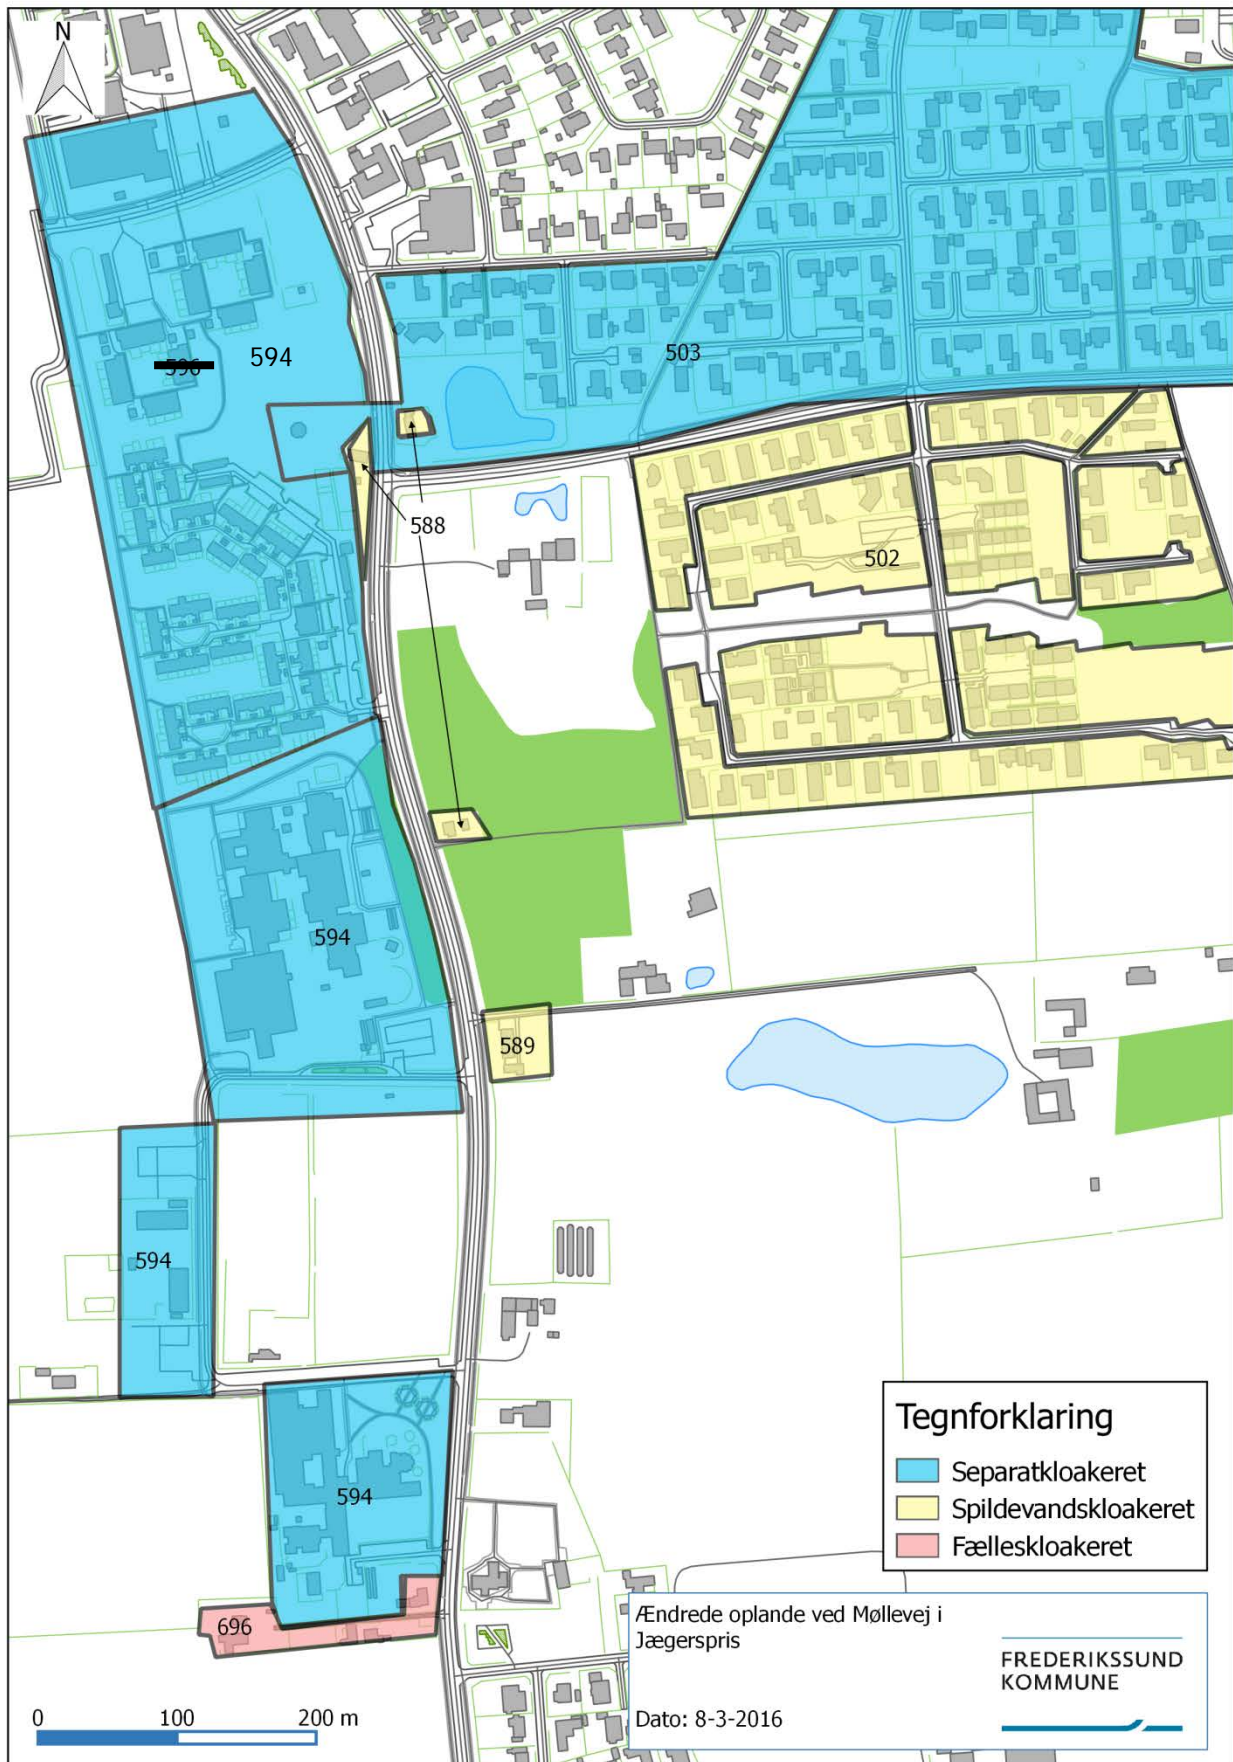 N
503
596
594
588
502
594
589
594
594
696
Tegnforklaring
Separatkloakeret
Spildevandskloakeret
Fælleskloakeret
Ændrede oplande ved Møllevej i
Jægerspris
FREDERIKSSUND
KOMMUNE
Dato: 8-3-2016
0 100 200 m